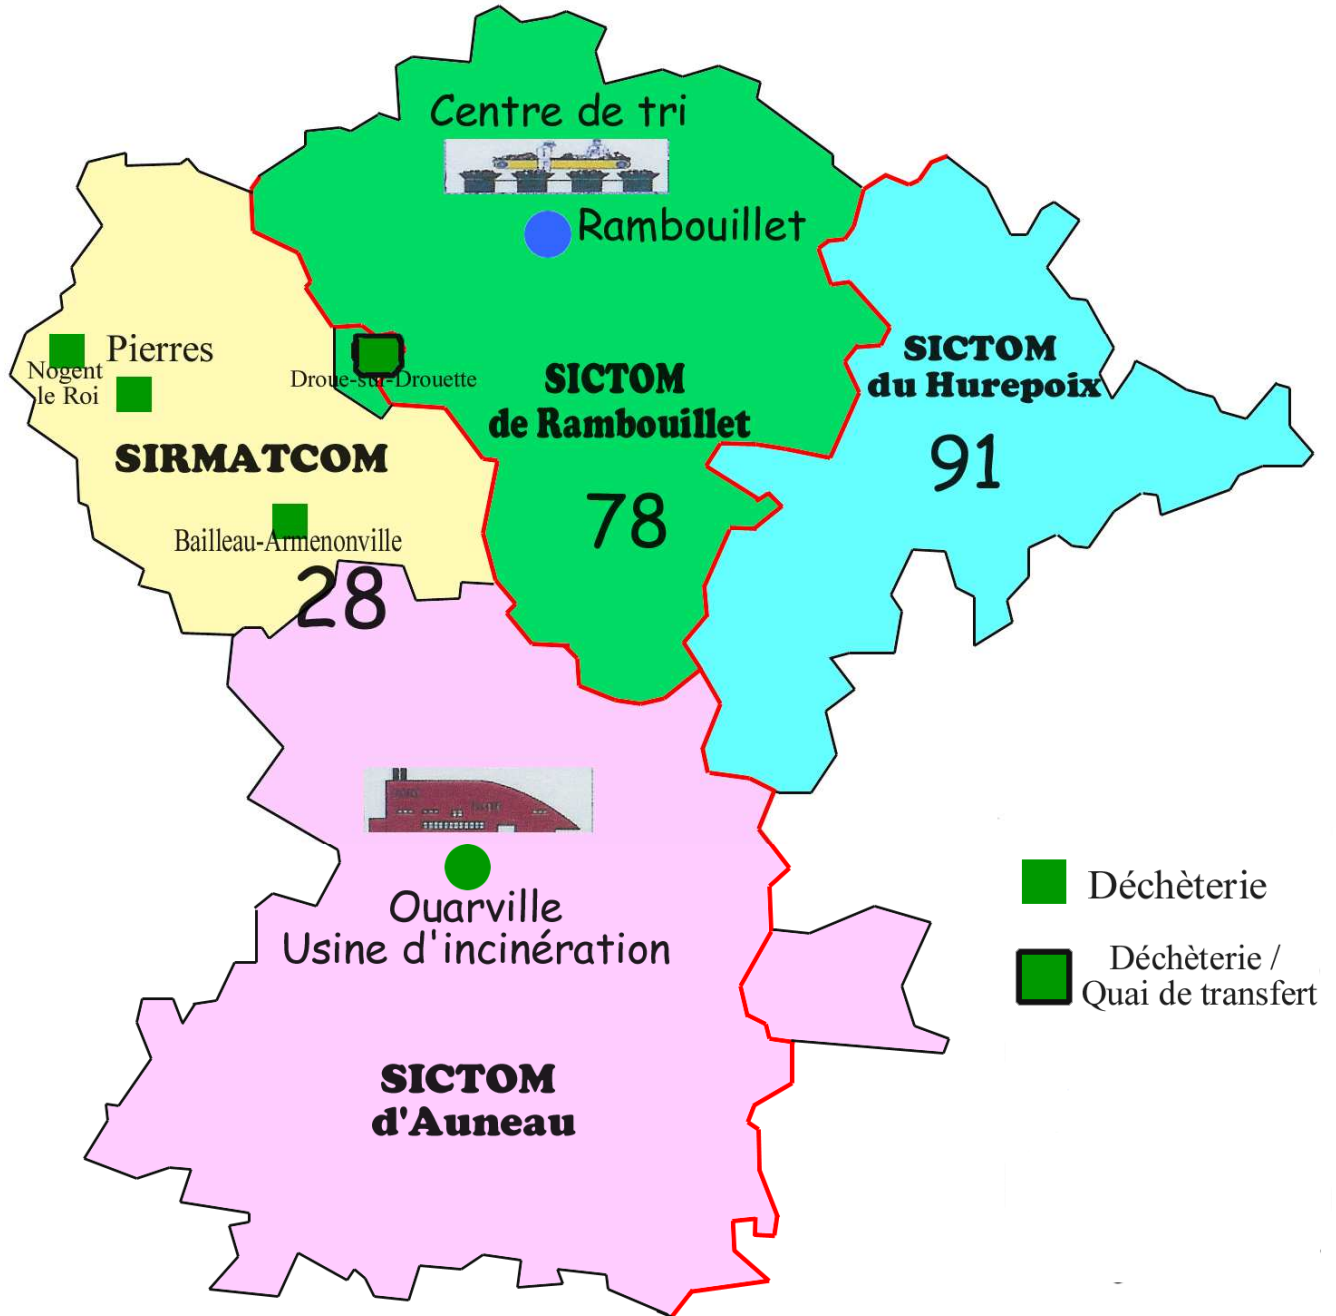 Centre de tri
Rambouillet
Pierres
Nogent
le Roi
Droue-sur-Drouette
SICTOM
de Rambouillet
SICTOM
du Hurepoix
SIRMATCOM
91
78
Bailleau-Armenonville
28
Ouarville
Usine d'incinération
Déchèterie
Déchèterie /
Quai de transfert
SICTOM
d'Auneau